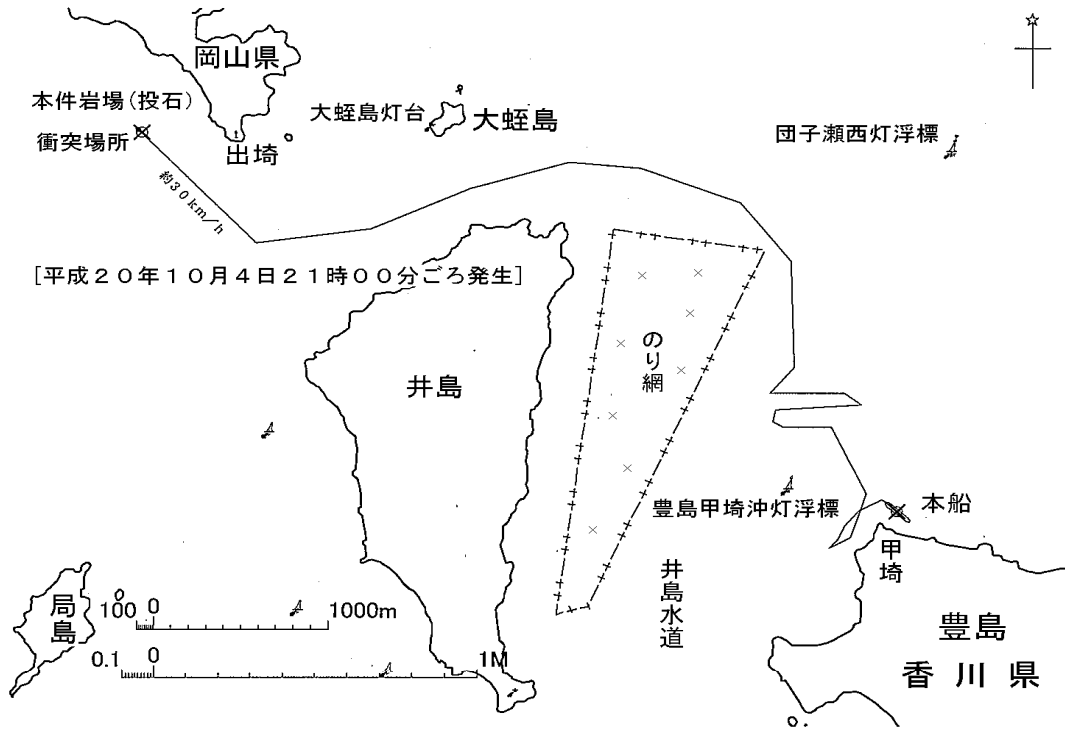 岡山県
本件岩場(投石)
衝突場所
出埼
大蛭島灯台
大蛭島
団子瀬西灯浮標
約30km/h
[平成20年10月4日21時00分ごろ発生]
のり網
井島
豊島甲埼沖灯浮標
本船
甲埼
井島水道
局島
100 0 1000m
0.1 0 1M
豊島
香川県